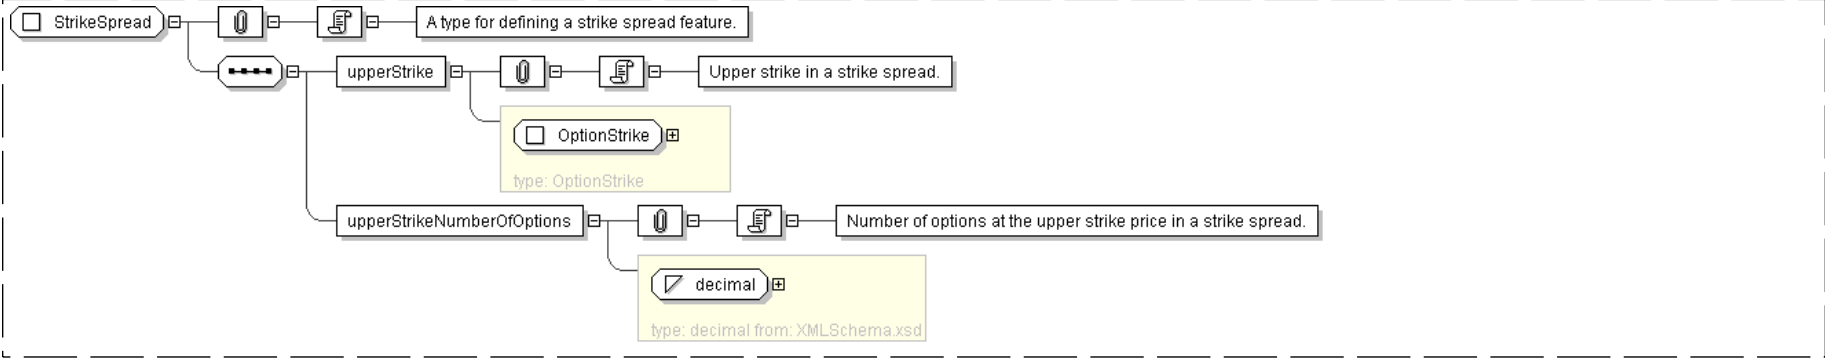 StrikeSpread A type for defining a strike spread feature.
upperStrike Upper strike in a strike spread.
OptionStrike
type: OptionStrike
upperStrikeNumberOfOptions Number of options at the upper strike price in a strike spread.
decimal
type: decimal from: XMLSchema.xsd